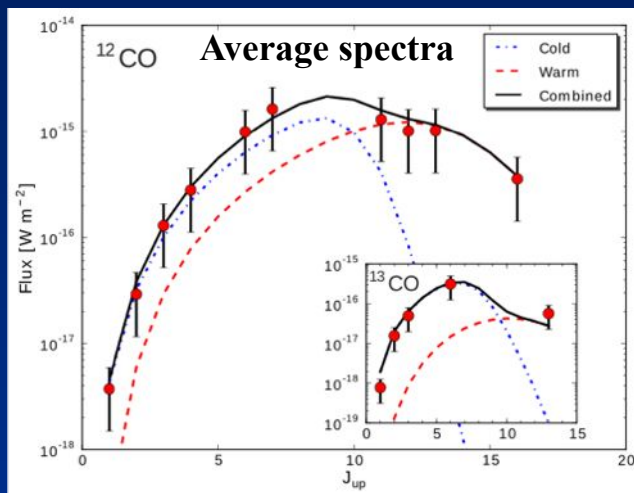 Average spectra
¹²CO
Cold
Warm
Combined
10⁻¹⁴
10⁻¹⁵
10⁻¹⁶
10⁻¹⁷
10⁻¹⁸
Flux [W m⁻²]
¹³CO
10⁻¹⁵
10⁻¹⁶
10⁻¹⁷
10⁻¹⁸
10⁻¹⁹
0 5 10 15
0 5 10 15 20
J_up